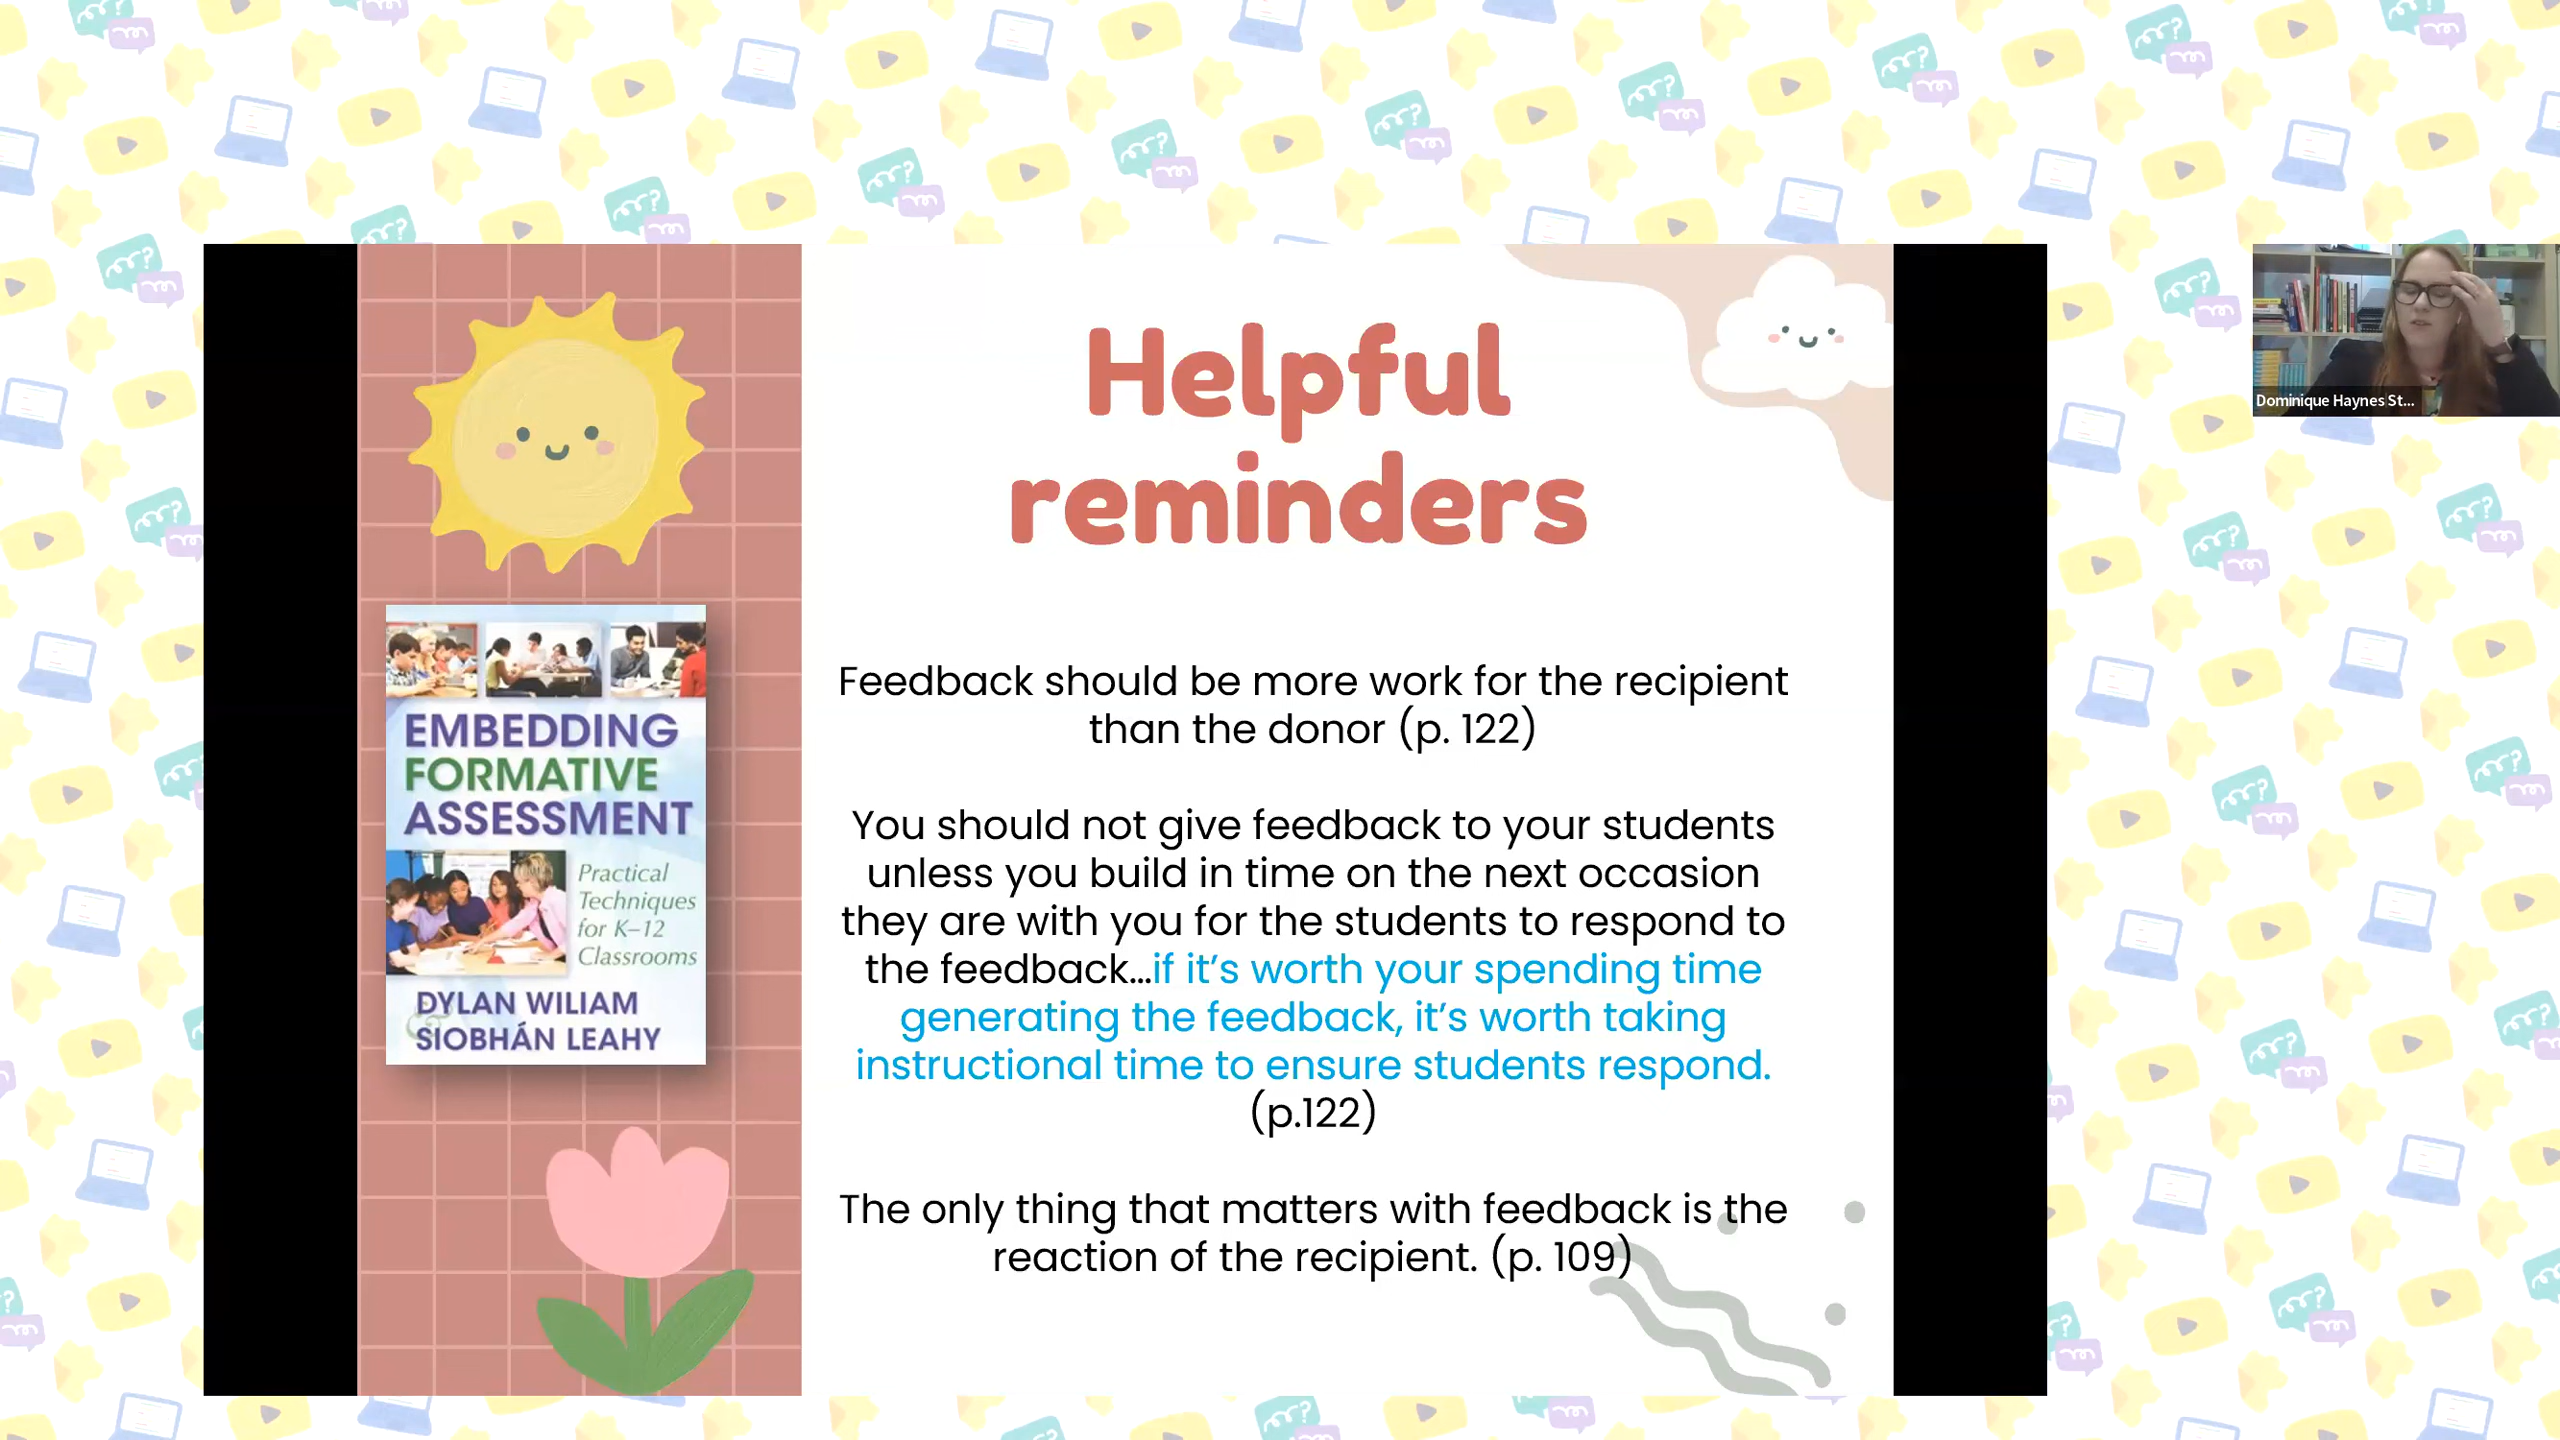 Helpful
reminders
Feedback should be more work for the recipient
than the donor (p. 122)
You should not give feedback to your students
unless you build in time on the next occasion
they are with you for the students to respond to
the feedback...if it's worth your spending time
generating the feedback, it's worth taking
instructional time to ensure students respond.
(p.122)
The only thing that matters with feedback is the
reaction of the recipient. (p. 109)
EMBEDDING
FORMATIVE
ASSESSMENT
Practical
Techniques
for K–12
Classrooms
DYLAN WILIAM
&
SIOBHÁN LEAHY
Dominique Haynes St...